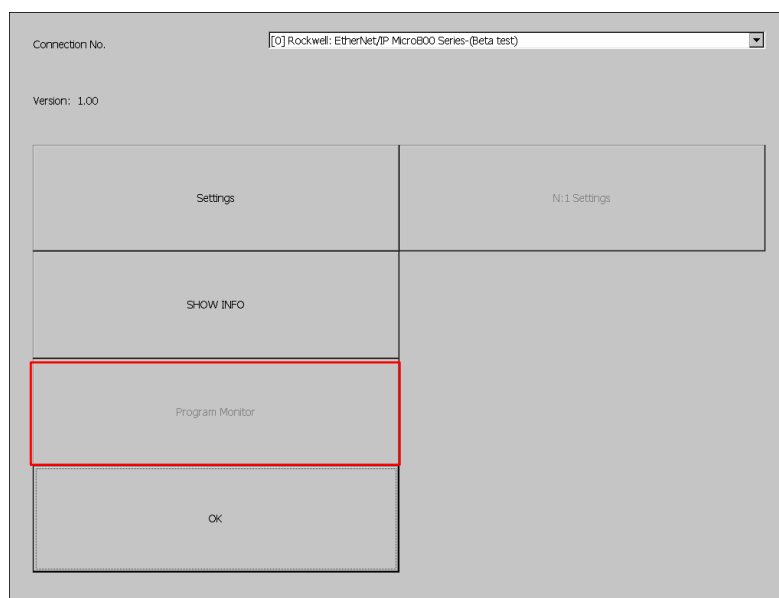 Connection No.
[0] Rockwell: EtherNet/IP Micro800 Series-(Beta test)
Version: 1.00
Settings
N:1 Settings
SHOW INFO
Program Monitor
OK